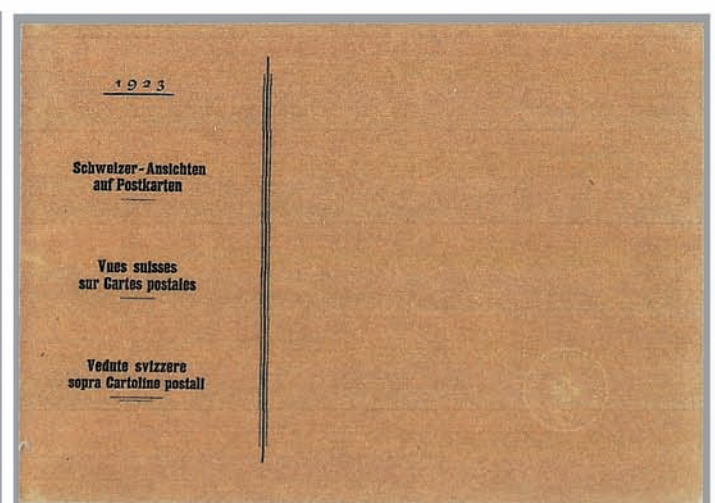 1923
Schweizer-Ansichten
auf Postkarten
Vues suisses
sur Cartes postales
Vedute svizzere
sopra Cartoline postali